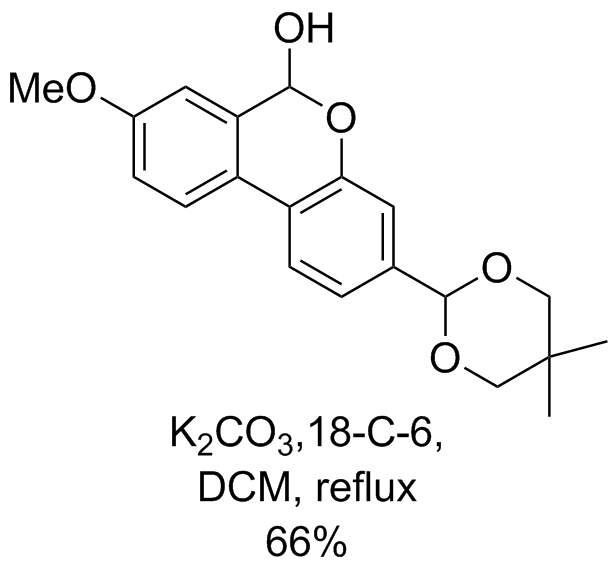 OH
MeO
O
O
O
K₂CO₃,18-C-6,
DCM, reflux
66%